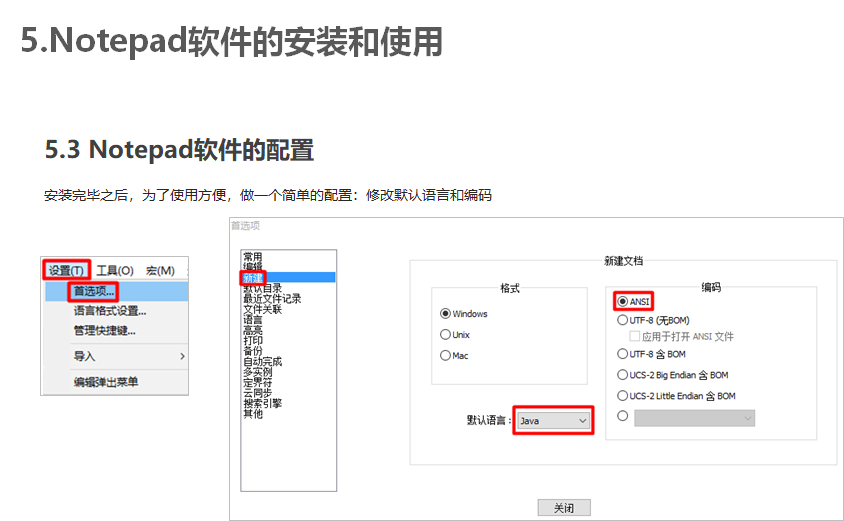 5.Notepad软件的安装和使用
5.3 Notepad软件的配置
安装完毕之后，为了使用方便，做一个简单的配置：修改默认语言和编码
设置(T) 工具(O) 宏(M)
首选项...
语言格式设置...
管理快捷键...
导入
编辑弹出菜单
首选项
常用
编辑
新建
默认目录
最近文件记录
文件关联
语言
高亮
打印
备份
自动完成
多实例
定界符
云同步
搜索引擎
其他
新建文档
格式
Windows
Unix
Mac
默认语言：
Java
编码
ANSI
UTF-8 (无BOM)
应用于打开 ANSI 文件
UTF-8 含 BOM
UCS-2 Big Endian 含 BOM
UCS-2 Little Endian 含 BOM
关闭